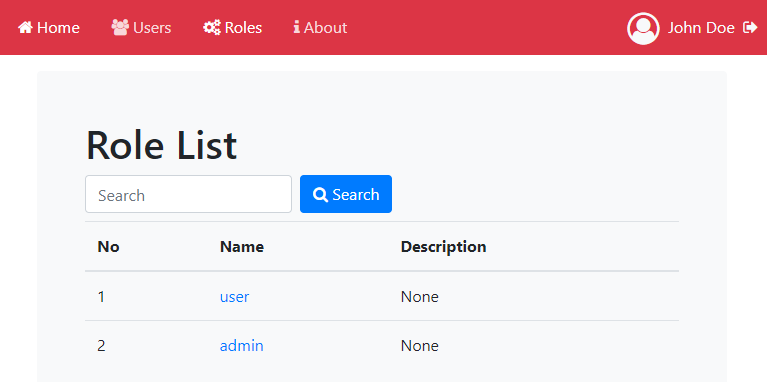 Home Users Roles About John Doe
Role List
Search Search
No Name Description
1 user None
2 admin None